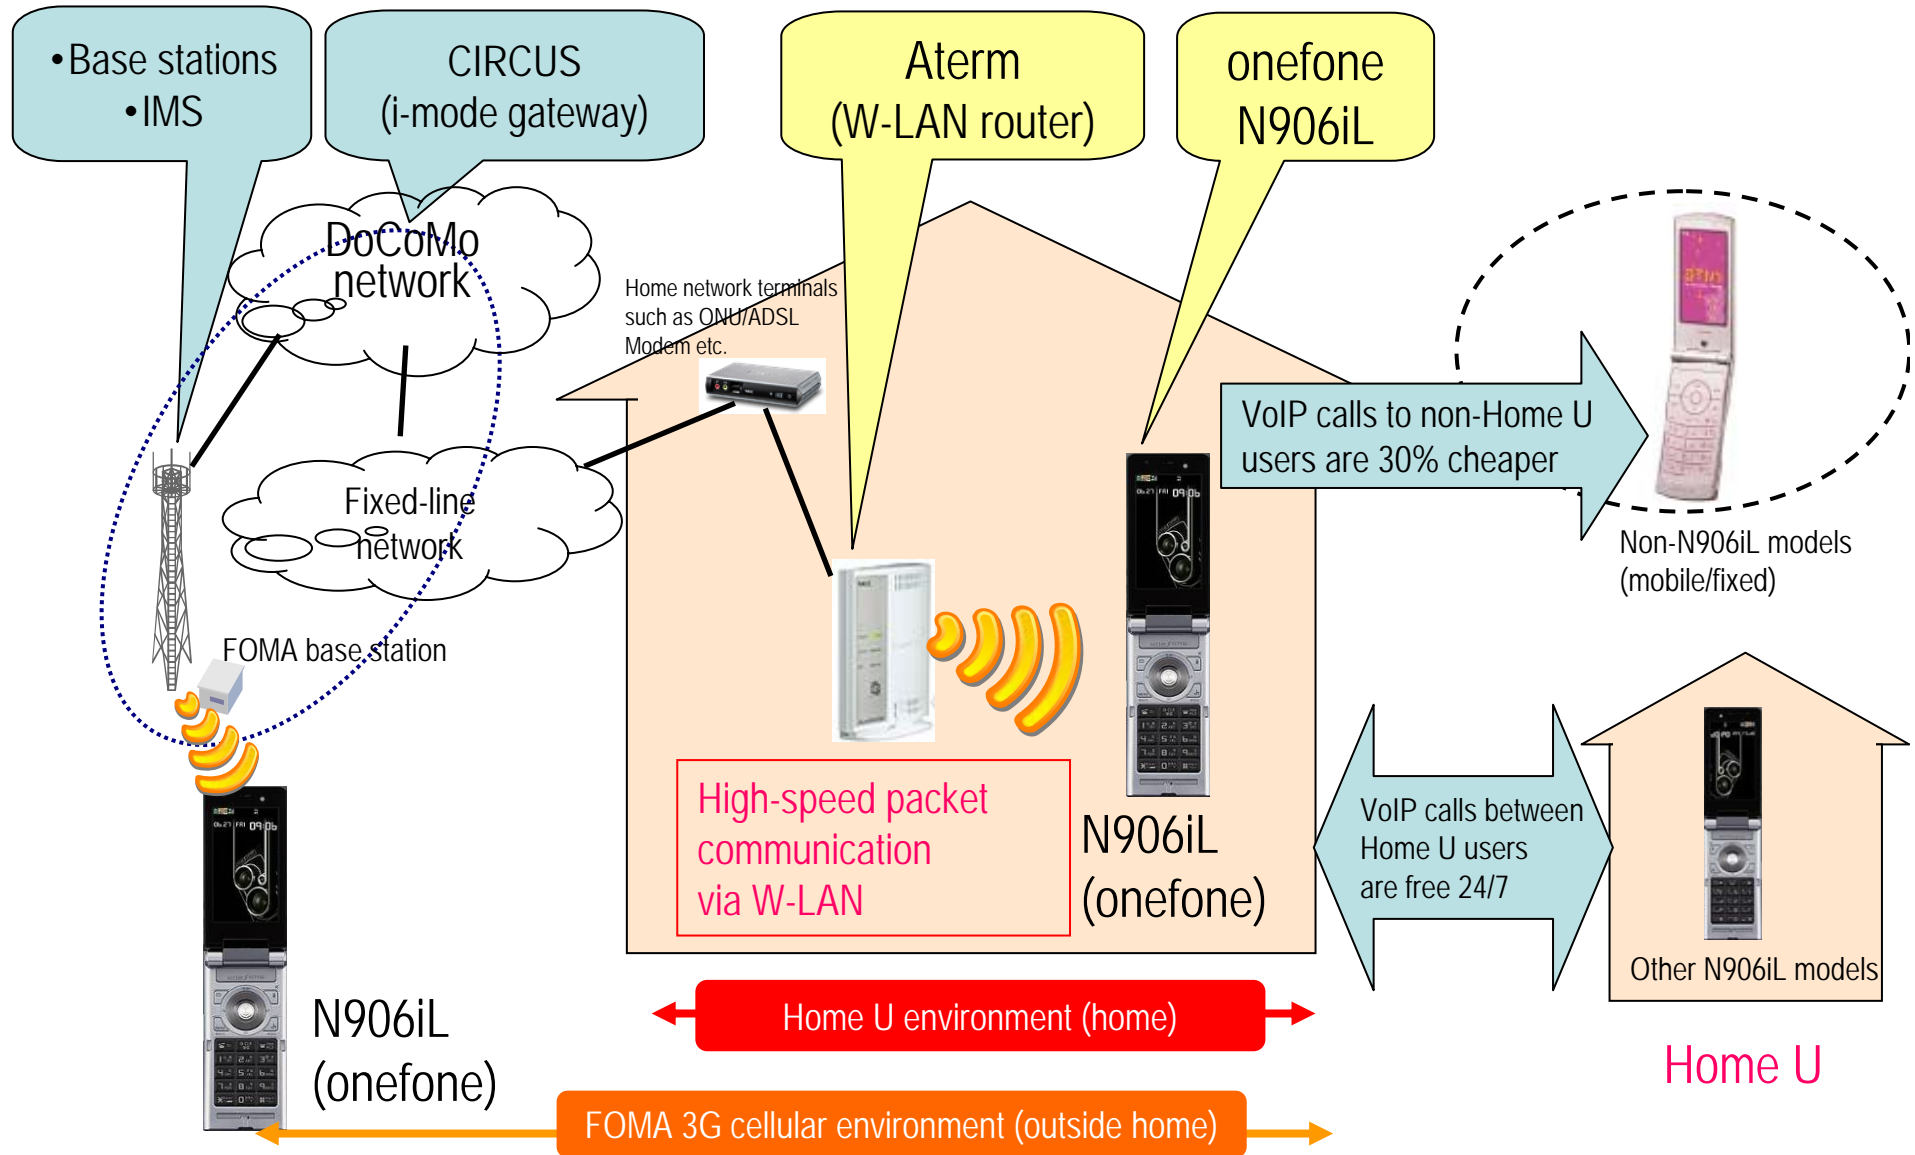 •Base stations
•IMS
CIRCUS
(i-mode gateway)
Aterm
(W-LAN router)
onefone
N906iL
DoCoMo
network
Home network terminals
such as ONU/ADSL
Modem etc.
VoIP calls to non-Home U
users are 30% cheaper
Fixed-line
network
Non-N906iL models
(mobile/fixed)
FOMA base station
High-speed packet
communication
via W-LAN
N906iL
(onefone)
VoIP calls between
Home U users
are free 24/7
Other N906iL models
N906iL
(onefone)
Home U environment (home)
Home U
FOMA 3G cellular environment (outside home)